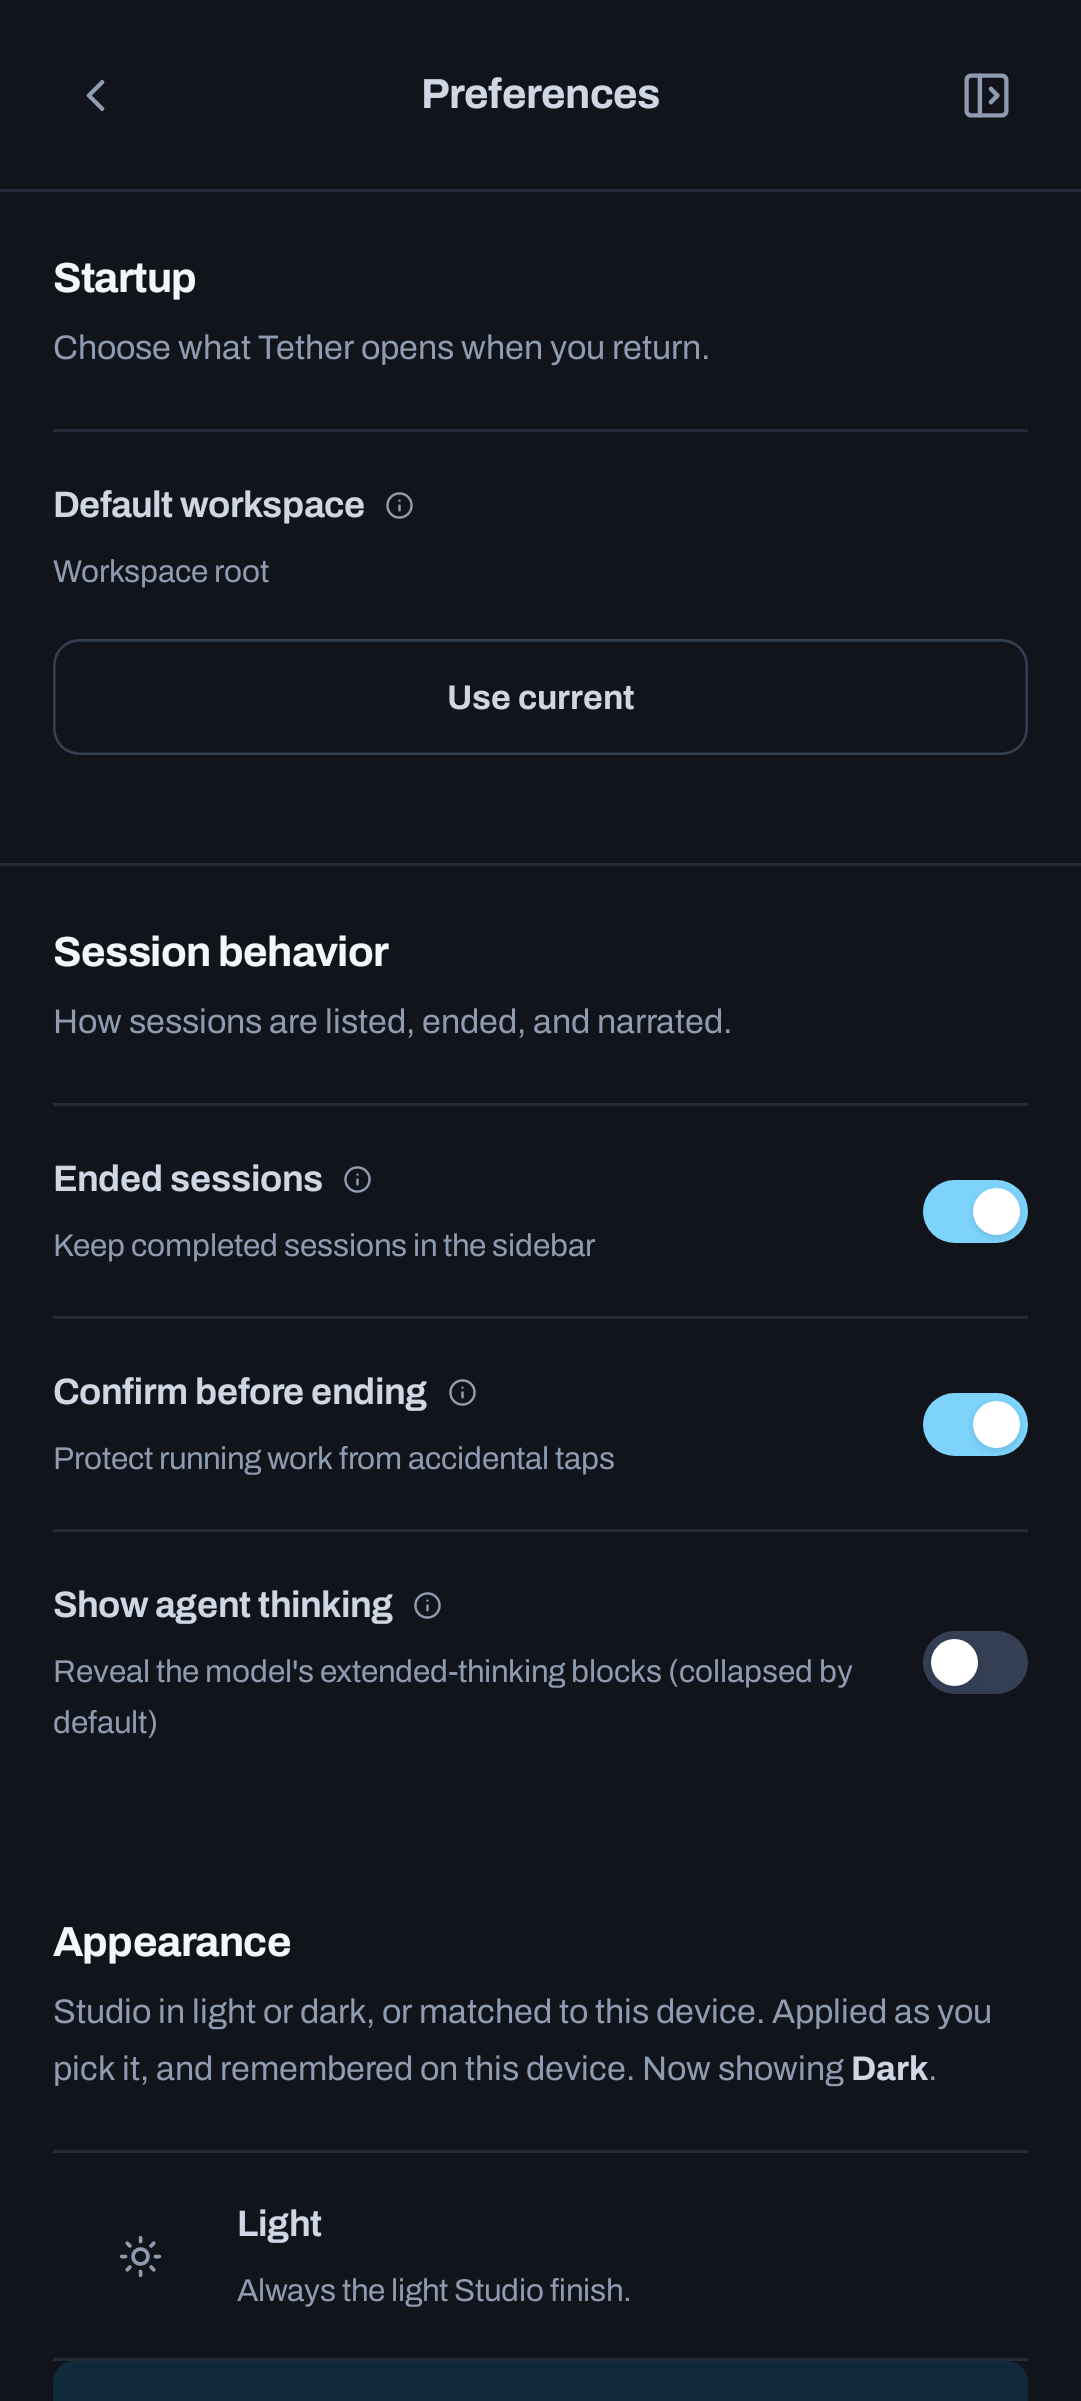 Preferences
Startup
Choose what Tether opens when you return.
Default workspace
Workspace root
Use current
Session behavior
How sessions are listed, ended, and narrated.
Ended sessions
Keep completed sessions in the sidebar
Confirm before ending
Protect running work from accidental taps
Show agent thinking
Reveal the model's extended-thinking blocks (collapsed by
default)
Appearance
Studio in light or dark, or matched to this device. Applied as you
pick it, and remembered on this device. Now showing Dark.
Light
Always the light Studio finish.